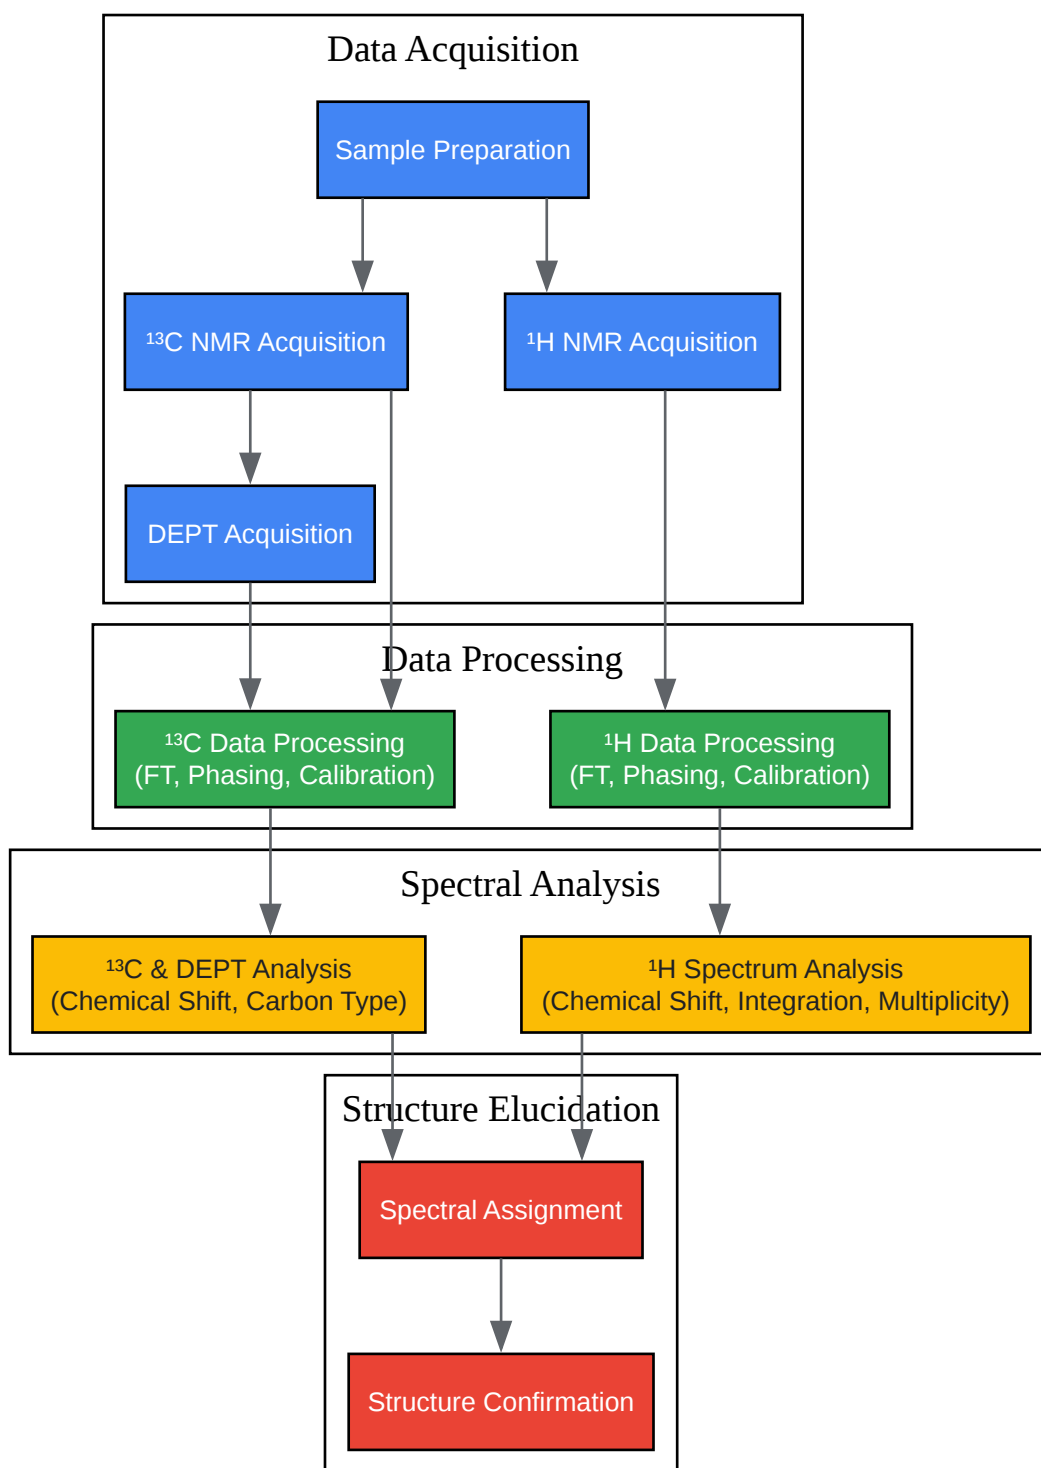 Data Acquisition
Sample Preparation
¹³C NMR Acquisition
¹H NMR Acquisition
DEPT Acquisition
Data Processing
¹³C Data Processing
(FT, Phasing, Calibration)
¹H Data Processing
(FT, Phasing, Calibration)
Spectral Analysis
¹³C & DEPT Analysis
(Chemical Shift, Carbon Type)
¹H Spectrum Analysis
(Chemical Shift, Integration, Multiplicity)
Structure Elucidation
Spectral Assignment
Structure Confirmation